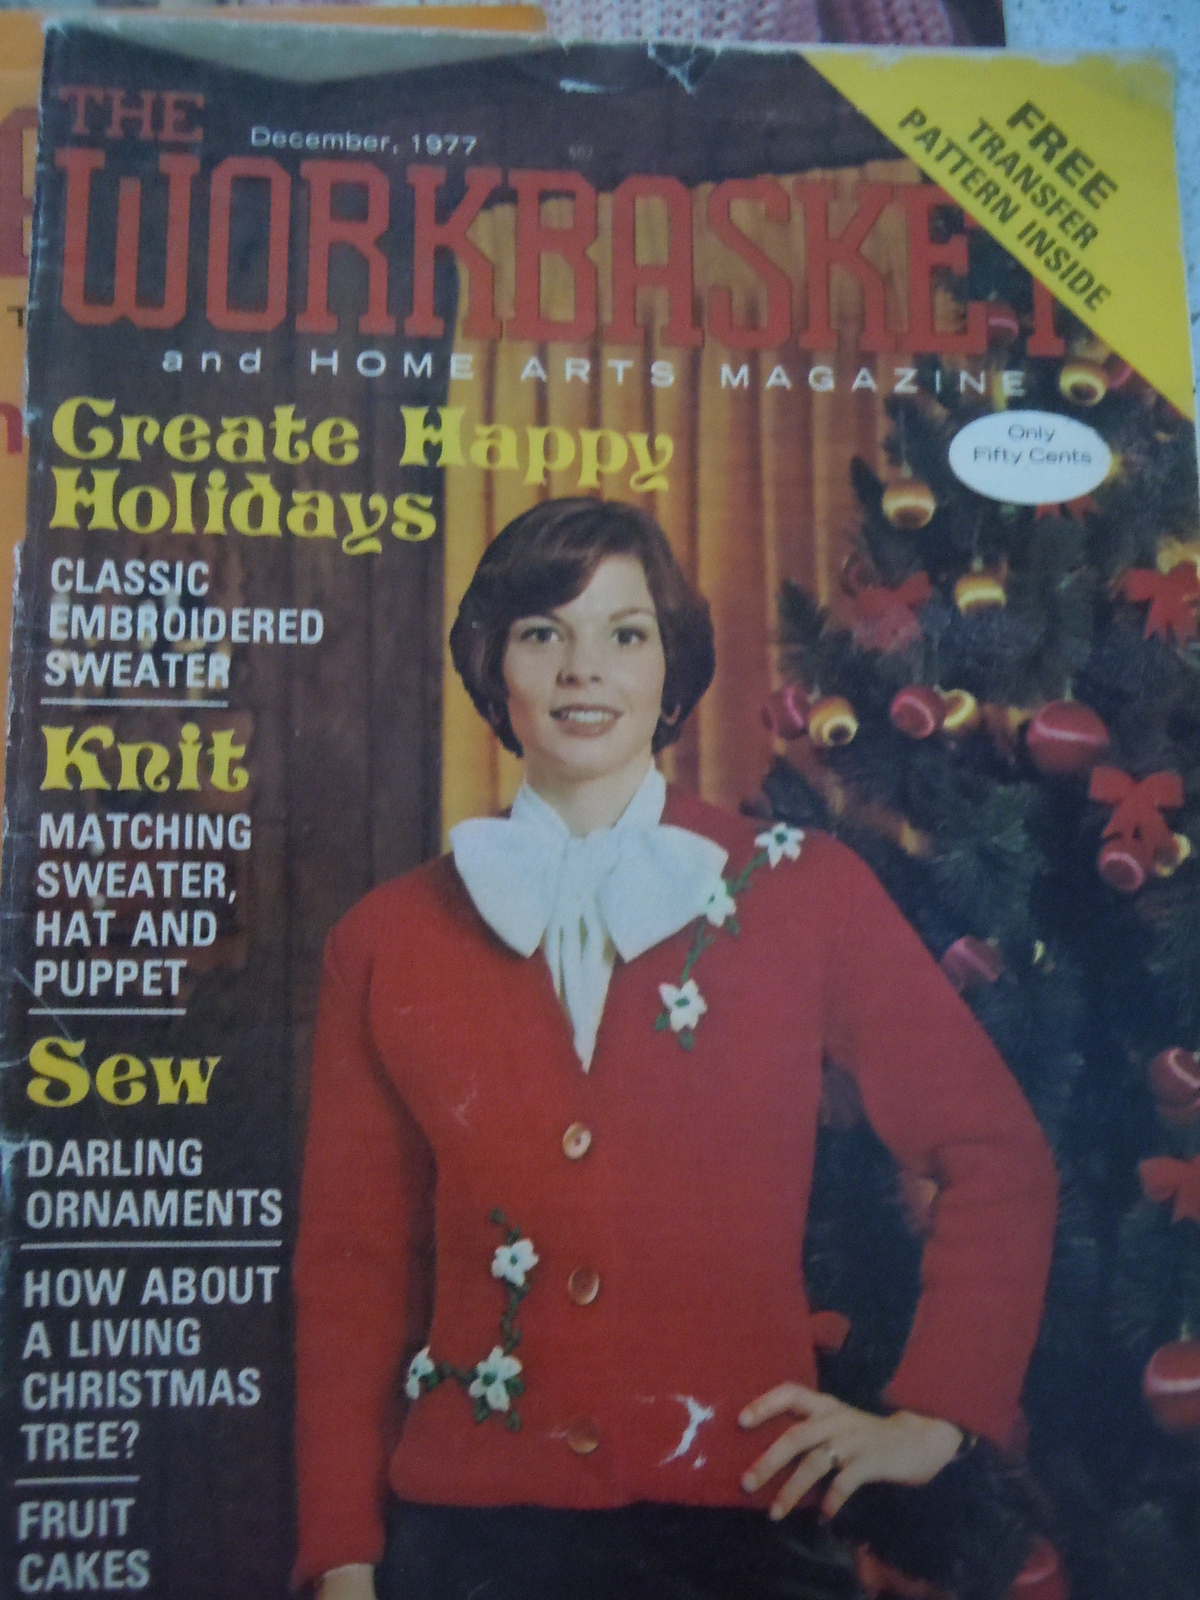 THE
December, 1977
WORKBASKET
and HOME ARTS MAGAZINE
FREE
TRANSFER
PATTERN INSIDE
Only
Fifty Cents
Create Happy
Holidays
CLASSIC
EMBROIDERED
SWEATER
Knit
MATCHING
SWEATER,
HAT AND
PUPPET
Sew
DARLING
ORNAMENTS
HOW ABOUT
A LIVING
CHRISTMAS
TREE?
FRUIT
CAKES